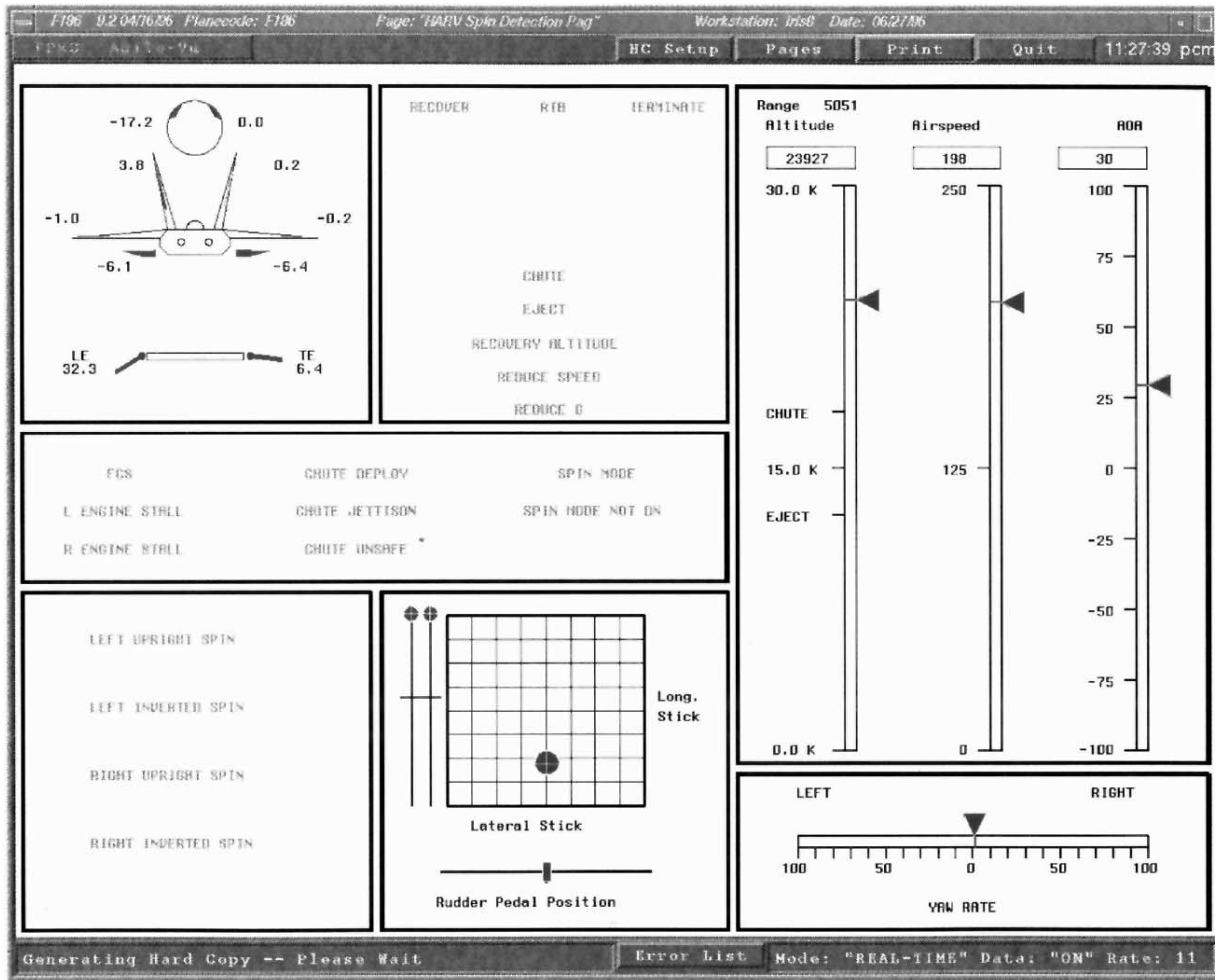 F196 9.2 04/16/96 Planecode: F196 Page: "HARV Spin Detection Pag" Workstation: Iris8 Date: 06/27/96
HC Setup Pages Print Quit 11:27:39 pcm
-17.2 0.0
3.8 0.2
-1.0 -0.2
-6.1 -6.4
LE TE
32.3 6.4
RECOVER RTB TERMINATE
CHUTE
EJECT
RECOVERY ALTITUDE
REDUCE SPEED
REDUCE G
FCS CHUTE DEPLOY SPIN MODE
L ENGINE STALL CHUTE JETTISON SPIN MODE NOT ON
R ENGINE STALL CHUTE UNSAFE
LEFT UPRIGHT SPIN
LEFT INVERTED SPIN
RIGHT UPRIGHT SPIN
RIGHT INVERTED SPIN
Long.
Stick
Lateral Stick
Rudder Pedal Position
Range 5051
Altitude Airspeed AOA
23927 198 30
30.0 K 250 100
75
50
25
CHUTE
15.0 K 125 0
EJECT
-25
-50
-75
0.0 K 0 -100
LEFT RIGHT
100 50 0 50 100
YAW RATE
Generating Hard Copy -- Please Wait Error List Mode: "REAL-TIME" Data: "ON" Rate: 11